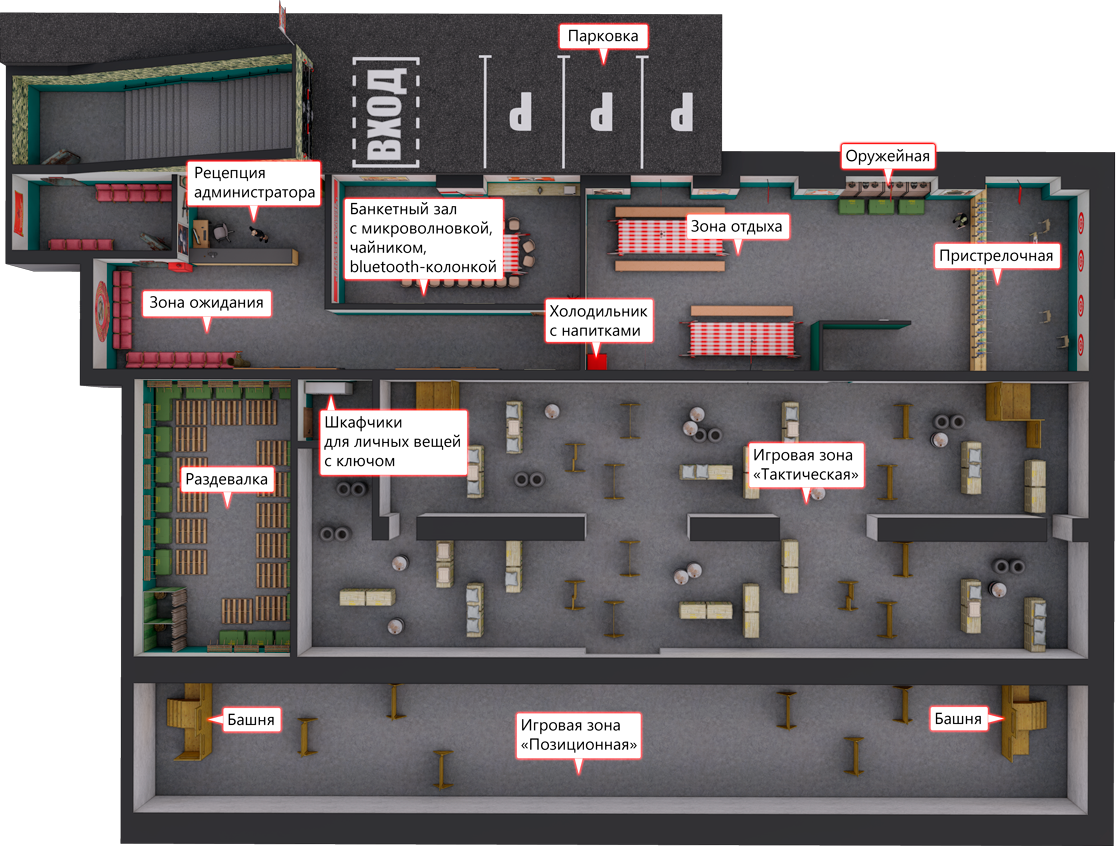 Парковка
ВХОД
Р
Р
Р
Оружейная
Рецепция
администратора
Банкетный зал
с микроволновкой,
чайником,
bluetooth-колонкой
Зона отдыха
Пристрелочная
Зона ожидания
Холодильник
с напитками
Шкафчики
для личных вещей
с ключом
Раздевалка
Игровая зона
«Тактическая»
Башня
Игровая зона
«Позиционная»
Башня